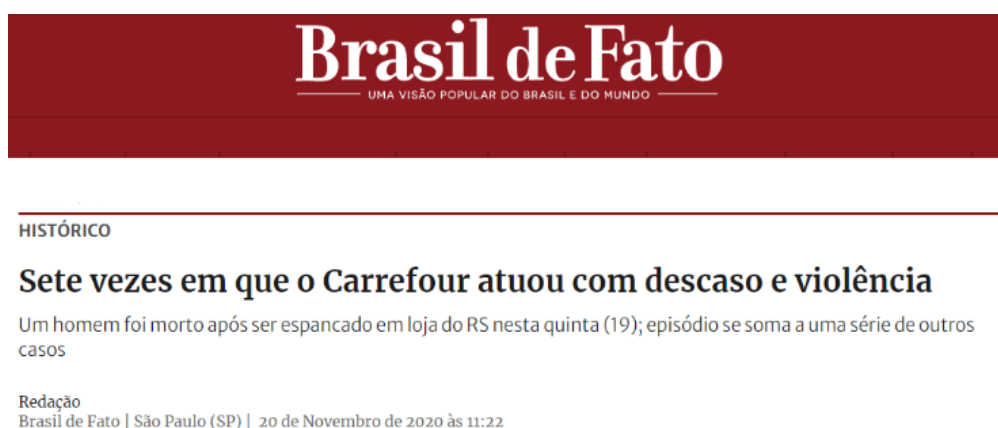 Brasil de Fato
UMA VISÃO POPULAR DO BRASIL E DO MUNDO
HISTÓRICO
Sete vezes em que o Carrefour atuou com descaso e violência
Um homem foi morto após ser espancado em loja do RS nesta quinta (19); episódio se soma a uma série de outros
casos
Redação
Brasil de Fato | São Paulo (SP) | 20 de Novembro de 2020 às 11:22